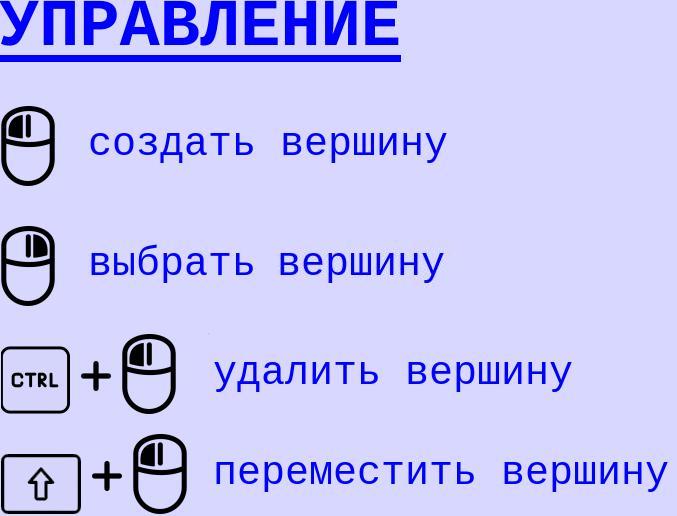 УПРАВЛЕНИЕ
создать вершину
выбрать вершину
CTRL + удалить вершину
+ переместить вершину